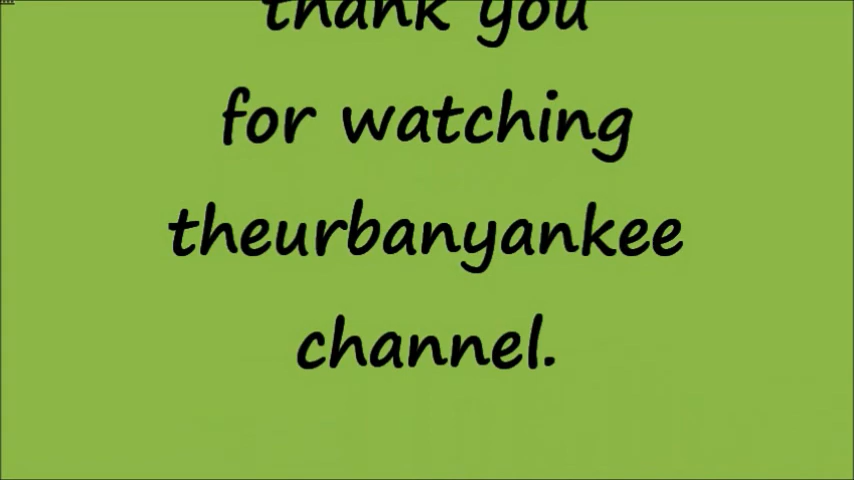 thank you
for watching
theurbanyankee
channel.